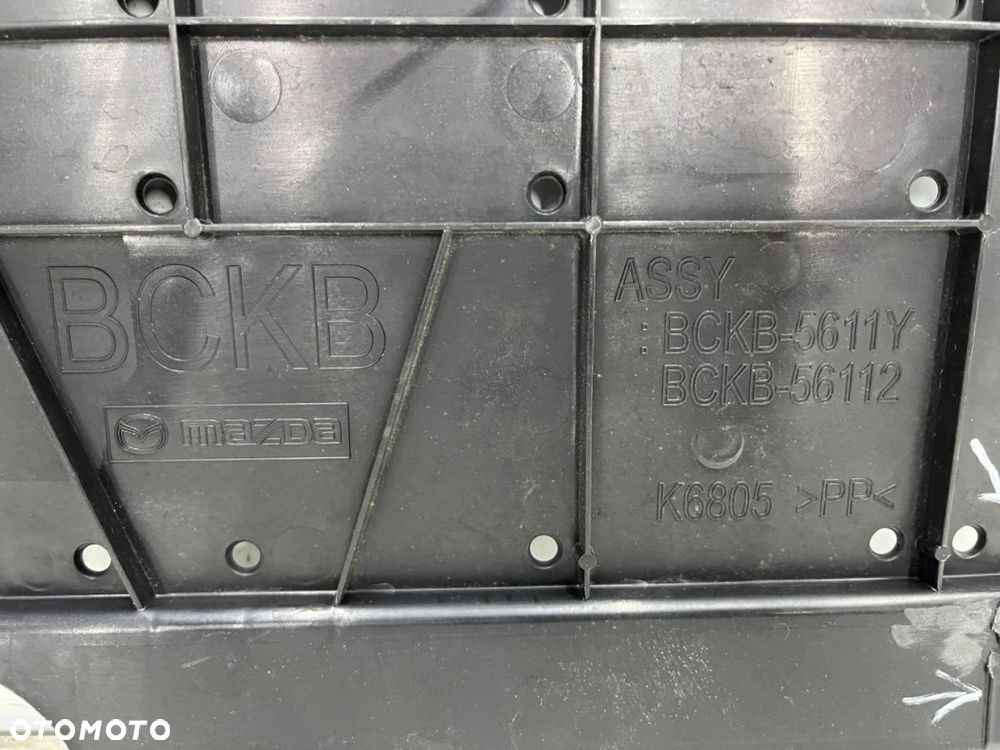 BCKB
mazda
ASSY
: BCKB-5611Y
BCKB-56112
K6805 >PP<
OTOMOTO